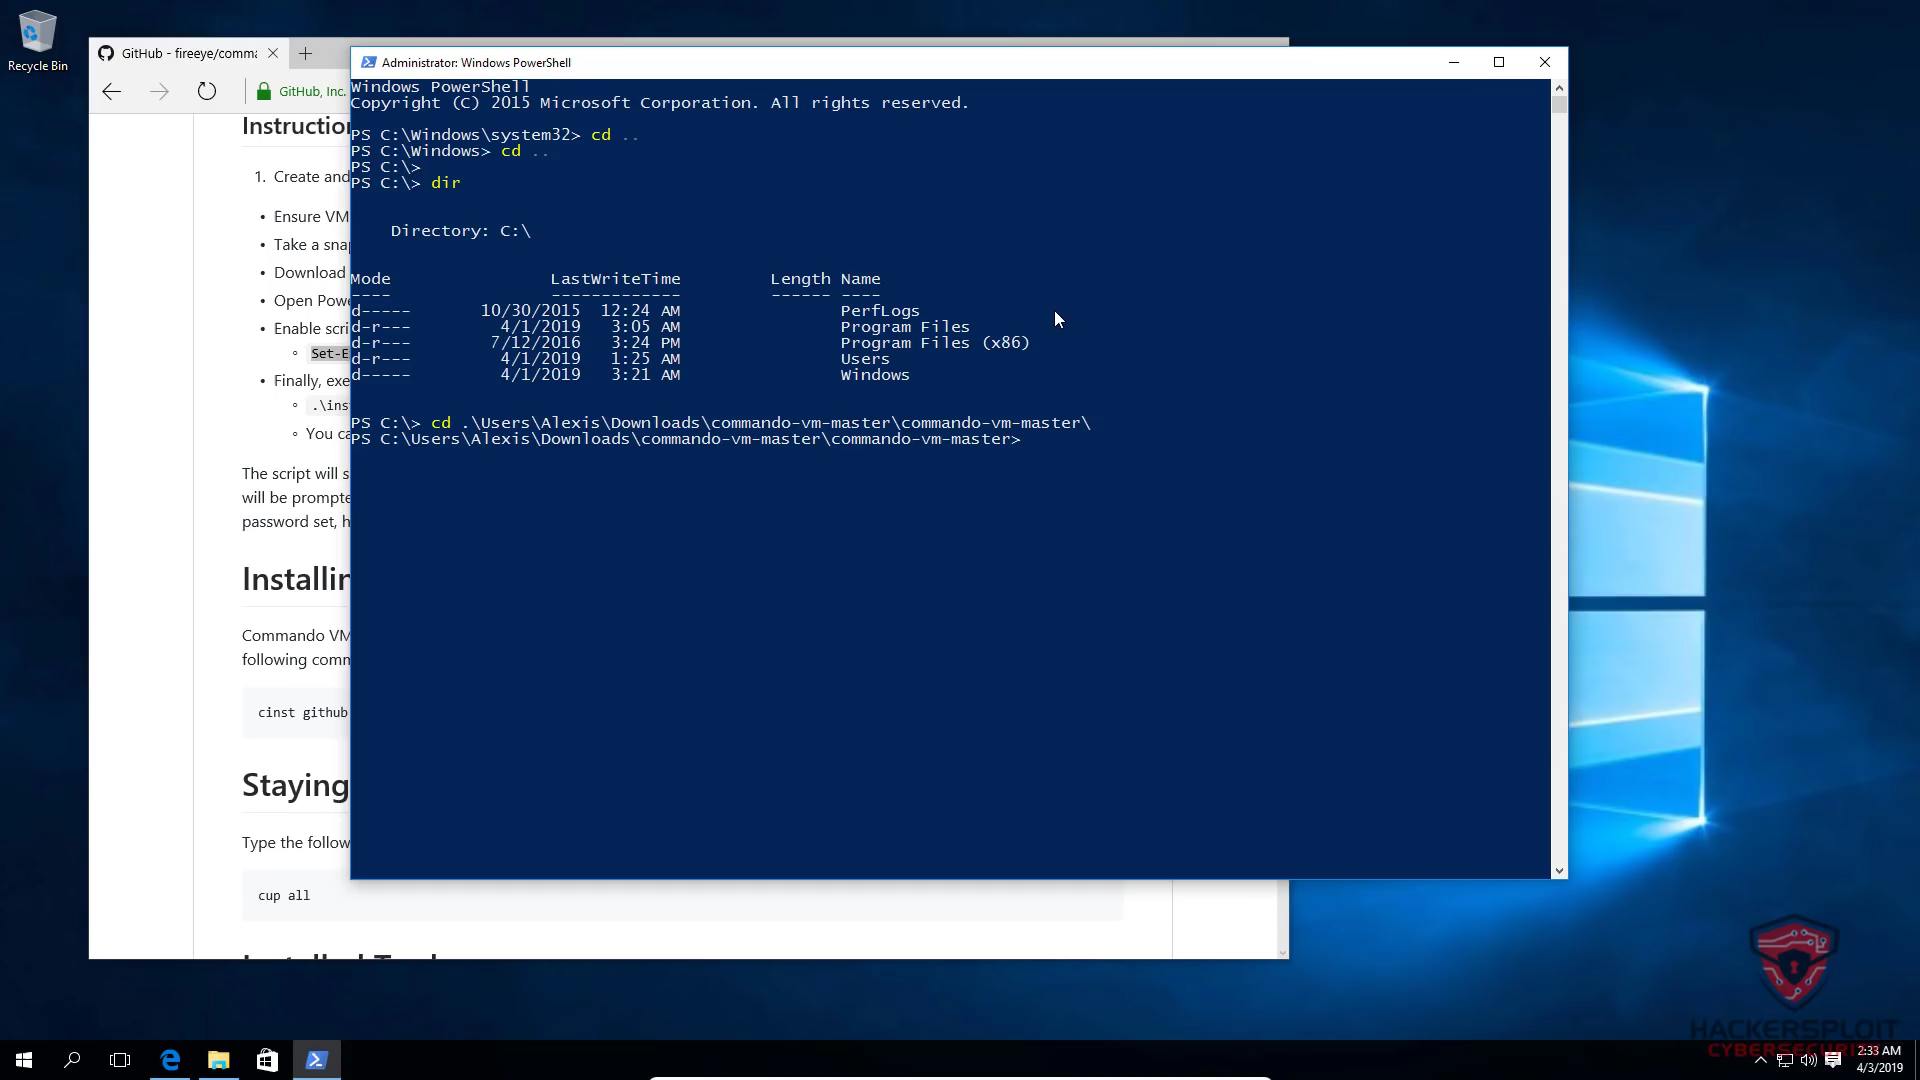 Recycle Bin
GitHub - fireeye/comma
GitHub, Inc.
Instruction
1. Create and
• Ensure VM
• Take a snap
• Download
• Open Powe
• Enable scri
◦ Set-E
• Finally, exe
◦ .\ins
◦ You ca
The script will s
will be prompte
password set, h
Installin
Commando VM
following comm
cinst github
Staying
Type the follow
cup all
Administrator: Windows PowerShell
Windows PowerShell
Copyright (C) 2015 Microsoft Corporation. All rights reserved.
PS C:\Windows\system32> cd ..
PS C:\Windows> cd ..
PS C:\>
PS C:\> dir
Directory: C:\
Mode LastWriteTime Length Name
---- ------------- ------ ----
d----- 10/30/2015 12:24 AM PerfLogs
d-r--- 4/1/2019 3:05 AM Program Files
d-r--- 7/12/2016 3:24 PM Program Files (x86)
d-r--- 4/1/2019 1:25 AM Users
d----- 4/1/2019 3:21 AM Windows
PS C:\> cd .\Users\Alexis\Downloads\commando-vm-master\commando-vm-master\
PS C:\Users\Alexis\Downloads\commando-vm-master\commando-vm-master>
HACKERSPLOIT
CYBERSECURITY
2:33 AM
4/3/2019